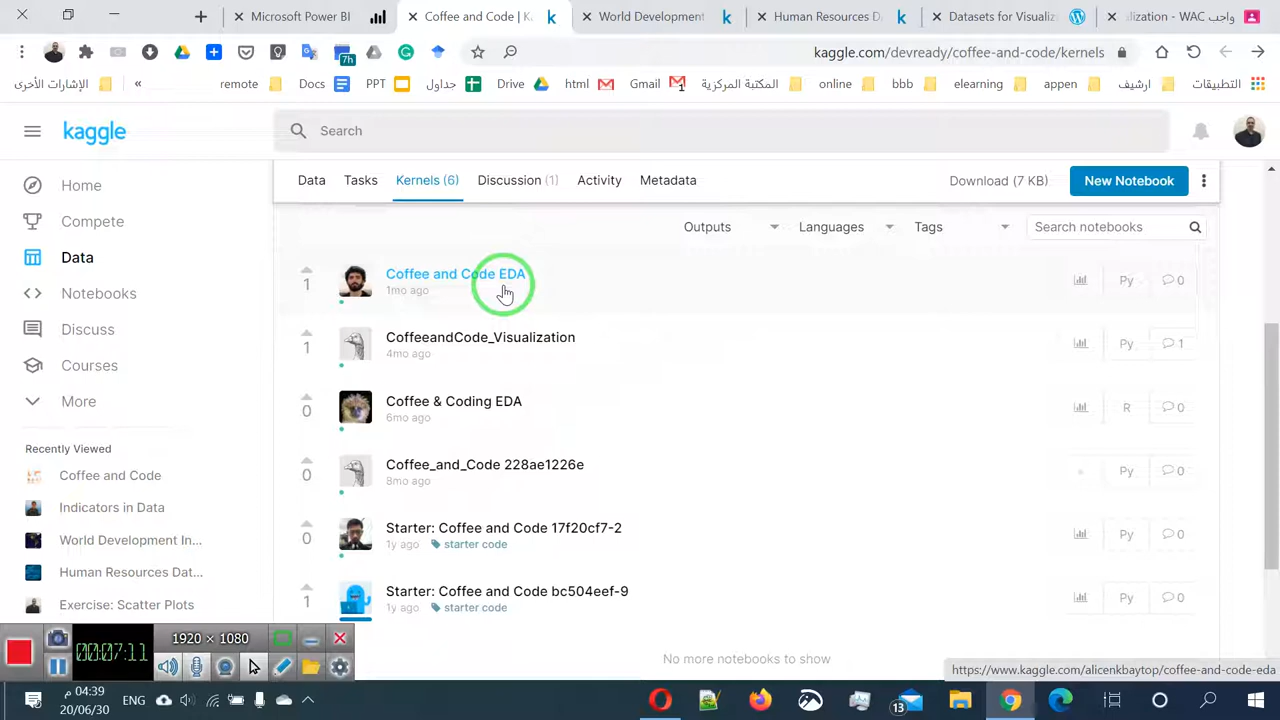 Microsoft Power BI
Coffee and Code | Ka
World Development
Human Resources Da
Datasets for Visualiz
واجب WAC - alization
kaggle.com/devready/coffee-and-code/kernels
7h
الإشارات الأخرى
«
remote
Docs
PPT
جداول
Drive
html
Gmail
المكتبة المركزية
online
bbb
elearning
appen
ارشيف
التطبيقات
kaggle
Search
Home
Compete
Data
Notebooks
Discuss
Courses
More
Recently Viewed
Coffee and Code
Indicators in Data
World Development In...
Human Resources Dat...
Exercise: Scatter Plots
Data
Tasks
Kernels (6)
Discussion (1)
Activity
Metadata
Download (7 KB)
New Notebook
Outputs
Languages
Tags
Search notebooks
1
Coffee and Code EDA
1mo ago
Py
0
1
CoffeeandCode_Visualization
4mo ago
Py
1
0
Coffee & Coding EDA
6mo ago
R
0
0
Coffee_and_Code 228ae1226e
8mo ago
Py
0
0
Starter: Coffee and Code 17f20cf7-2
1y ago
starter code
Py
0
1
Starter: Coffee and Code bc504eef-9
1y ago
starter code
Py
0
No more notebooks to show
https://www.kaggle.com/alicenkbaytop/coffee-and-code-eda
1920 × 1080
00:07:11
04:39 م
20/06/30
ENG
13